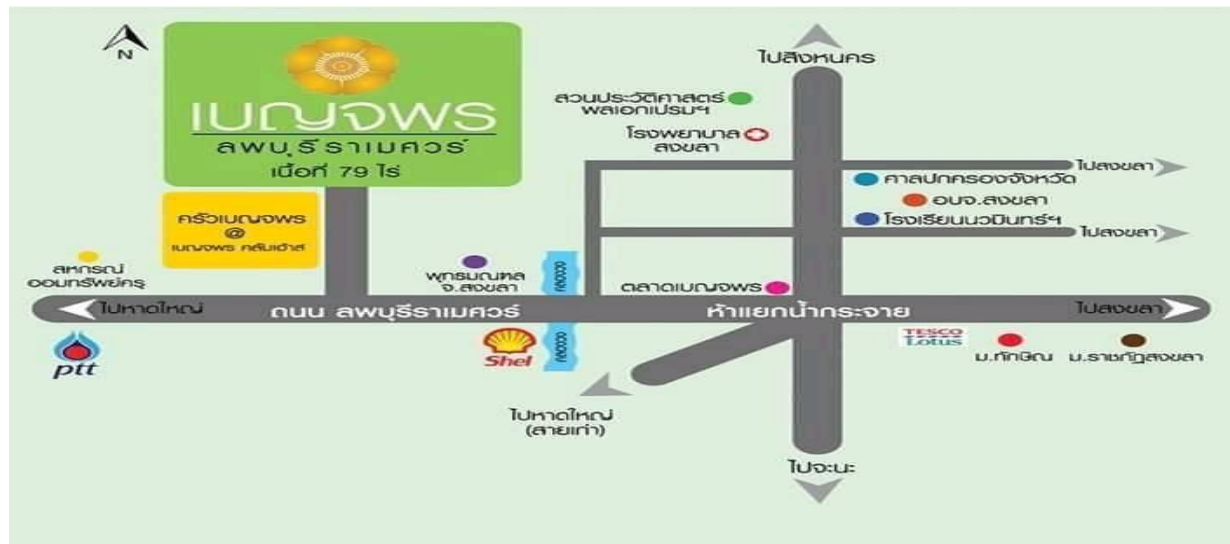 N
เบญจพร
ลพบุรีราเมศวร์
เนื้อที่ 79 ไร่
ครัวเบญจพร
@
เบญจพร คลับเฮ้าส์
ไปสิงหนคร
สวนประวัติศาสตร์
พลเอกเปรมฯ
โรงพยาบาล
สงขลา
ไปสงขลา
ศาลปกครองจังหวัด
อบจ.สงขลา
โรงเรียนนวมินทร์ฯ
ไปสงขลา
สหกรณ์
ออมทรัพย์ครู
พุทธมณฑล
จ.สงขลา
คลองวง
ตลาดเบญจพร
ไปหาดใหญ่
ถนน ลพบุรีราเมศวร์
ห้าแยกน้ำกระจาย
ไปสงขลา
ptt
Shel
TESCO
Lotus
ม.ทักษิณ
ม.ราชภัฏสงขลา
ไปหาดใหญ่
(สายเก่า)
ไปจะนะ